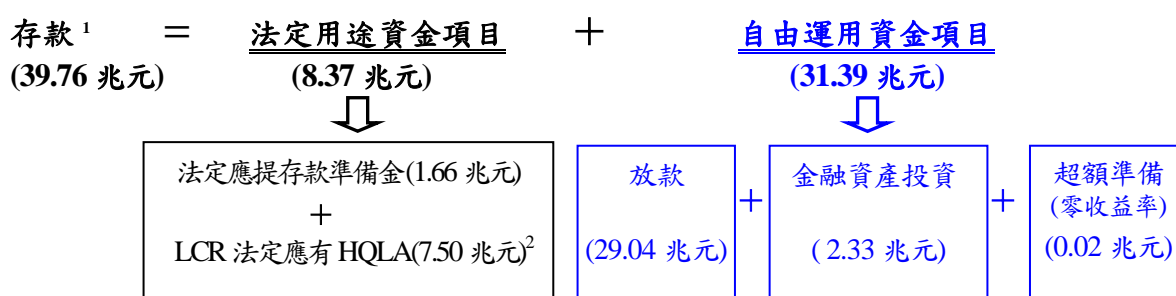 存款 1 = 法定用途資金項目 + 自由運用資金項目
(39.76 兆元) (8.37 兆元) (31.39 兆元)
法定應提存款準備金(1.66 兆元)
+
LCR 法定應有 HQLA(7.50 兆元)2
放款
(29.04 兆元)
+
金融資產投資
( 2.33 兆元)
+
超額準備
(零收益率)
(0.02 兆元)